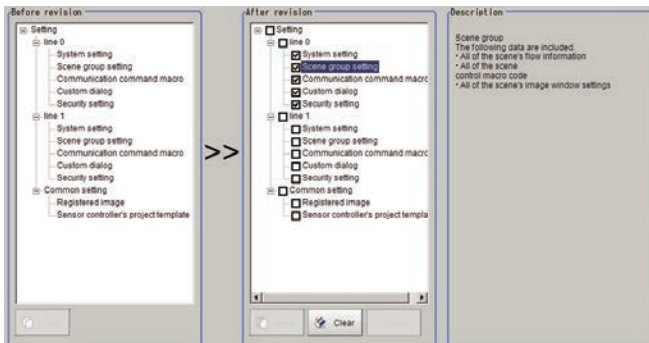 Before revision
Setting
line 0
System setting
Scene group setting
Communication command macro
Custom dialog
Security setting
line 1
System setting
Scene group setting
Communication command macro
Custom dialog
Security setting
Common setting
Registered image
Sensor controller's project template
>>
After revision
Setting
line 0
System setting
Scene group setting
Communication command macro
Custom dialog
Security setting
line 1
System setting
Scene group setting
Communication command macrc
Custom dialog
Security setting
Common setting
Registered image
Sensor controller's project templa
Clear
Description
Scene group
The following data are included.
・All of the scene's flow information
・All of the scene
control macro code
・All of the scene's image window settings